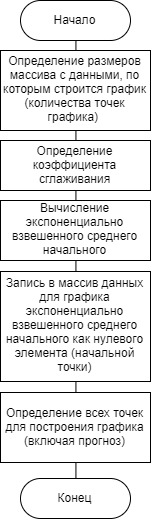 Начало
Определение размеров
массива с данными, по
которым строится график
(количества точек
графика)
Определение
коэффициента
сглаживания
Вычисление
экспоненциально
взвешенного среднего
начального
Запись в массив данных
для графика
экспоненциально
взвешенного среднего
начального как нулевого
элемента (начальной
точки)
Определение всех точек
для построения графика
(включая прогноз)
Конец